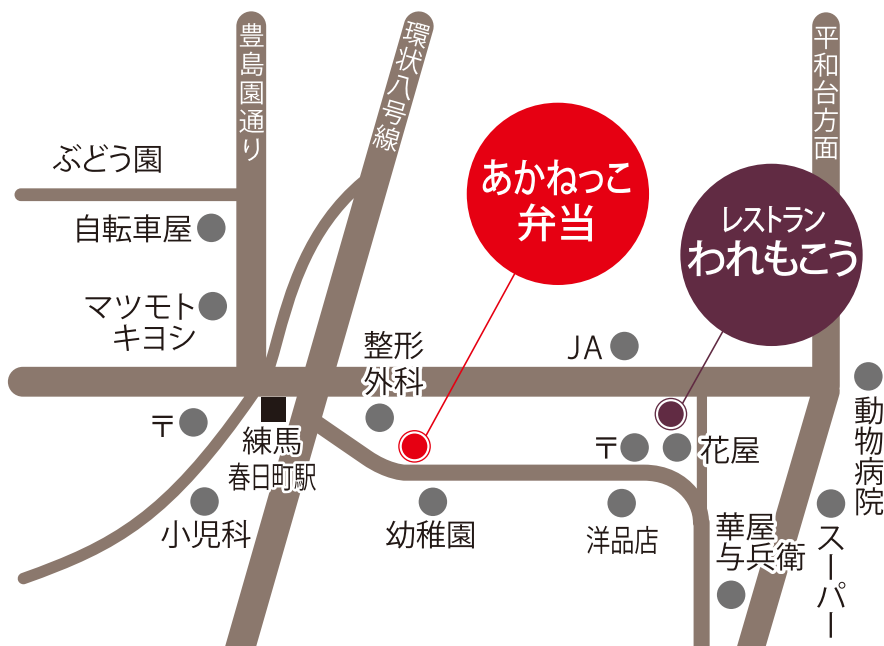 豊島園通り
環状八号線
平和台方面
ぶどう園
自転車屋
マツモト
キヨシ
あかねっこ
弁当
レストラン
われもこう
整形
外科
JA
〒
練馬
春日町駅
小児科
幼稚園
〒
花屋
洋品店
華屋
与兵衛
動物病院
スーパー